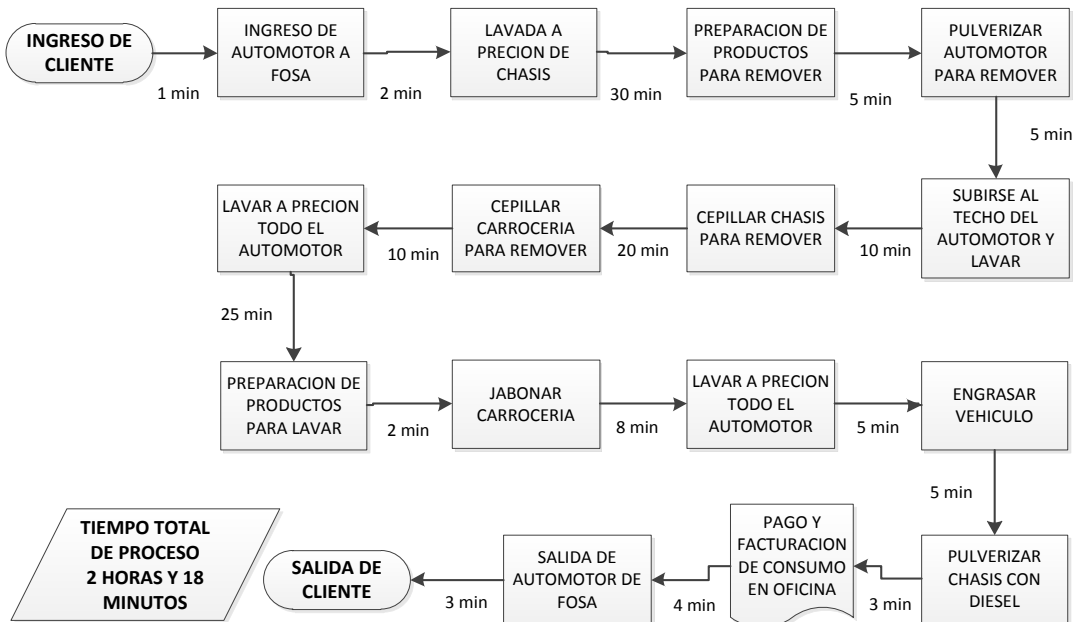 INGRESO DE
CLIENTE
1 min
INGRESO DE
AUTOMOTOR A
FOSA
2 min
LAVADA A
PRECION DE
CHASIS
30 min
PREPARACION DE
PRODUCTOS
PARA REMOVER
5 min
PULVERIZAR
AUTOMOTOR
PARA REMOVER
5 min
SUBIRSE AL
TECHO DEL
AUTOMOTOR Y
LAVAR
10 min
CEPILLAR CHASIS
PARA REMOVER
20 min
CEPILLAR
CARROCERIA
PARA REMOVER
10 min
LAVAR A PRECION
TODO EL
AUTOMOTOR
25 min
PREPARACION DE
PRODUCTOS
PARA LAVAR
2 min
JABONAR
CARROCERIA
8 min
LAVAR A PRECION
TODO EL
AUTOMOTOR
5 min
ENGRASAR
VEHICULO
5 min
PULVERIZAR
CHASIS CON
DIESEL
3 min
PAGO Y
FACTURACION
DE CONSUMO
EN OFICINA
4 min
SALIDA DE
AUTOMOTOR DE
FOSA
3 min
SALIDA DE
CLIENTE
TIEMPO TOTAL
DE PROCESO
2 HORAS Y 18
MINUTOS